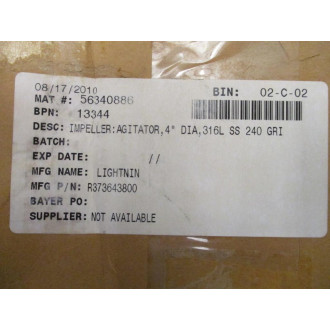 08/17/2010 BIN: 02-C-02
MAT #: 56340886
BPN: 13344
DESC: IMPELLER:AGITATOR,4" DIA,316L SS 240 GRI
BATCH:
EXP DATE: //
MFG NAME: LIGHTNIN
MFG P/N: R373643800
BAYER PO:
SUPPLIER: NOT AVAILABLE